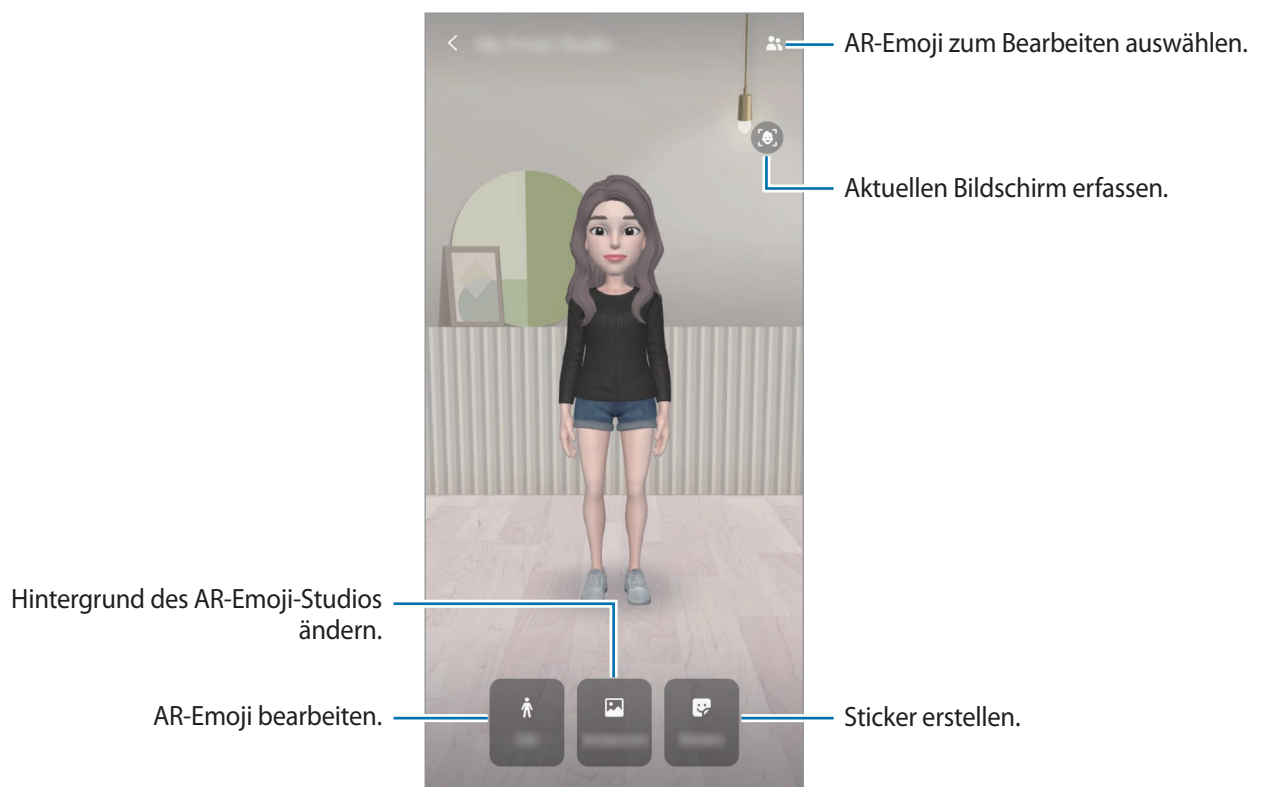 AR-Emoji zum Bearbeiten auswählen.
Aktuellen Bildschirm erfassen.
Hintergrund des AR-Emoji-Studios
ändern.
AR-Emoji bearbeiten.
Sticker erstellen.